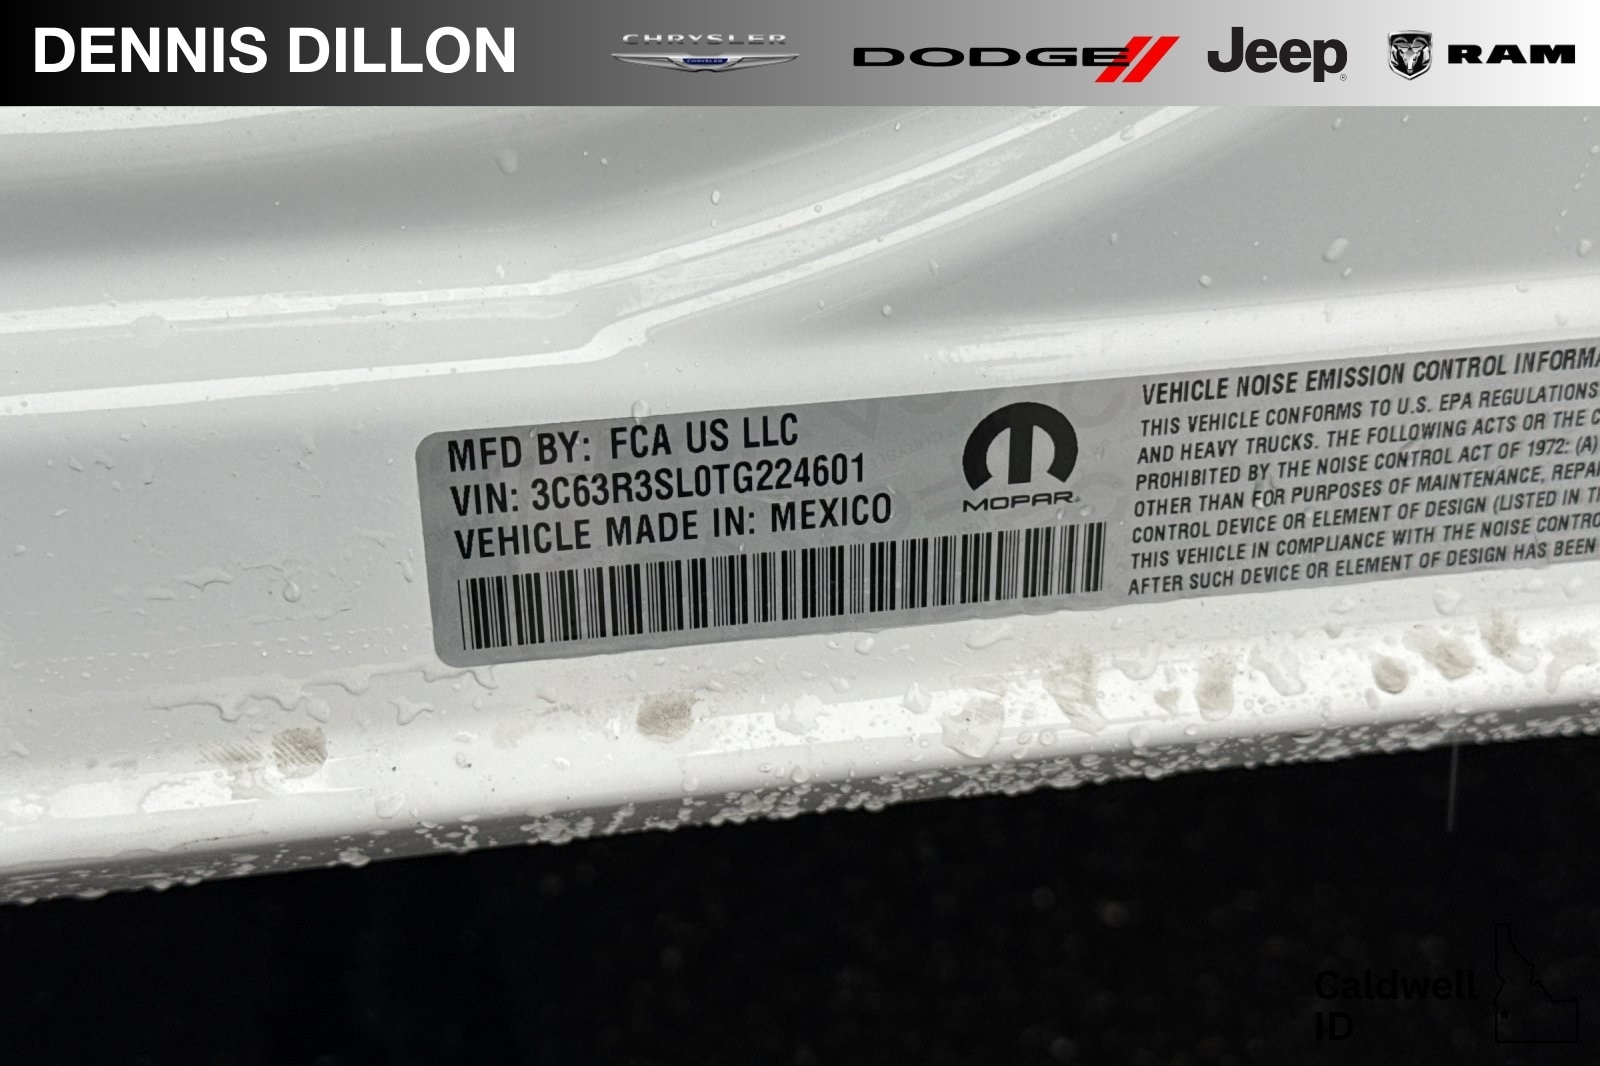 DENNIS DILLON
CHRYSLER
CHRYSLER
DODGE
Jeep®
RAM
MFD BY: FCA US LLC
VIN: 3C63R3SL0TG224601
VEHICLE MADE IN: MEXICO
MOPAR
VEHICLE NOISE EMISSION CONTROL
THIS VEHICLE CONFORMS TO U.S. EPA REGULATIONS
AND HEAVY TRUCKS. THE FOLLOWING ACTS OR THE
PROHIBITED BY THE NOISE CONTROL ACT OF 1972: (A)
OTHER THAN FOR PURPOSES OF MAINTENANCE,
CONTROL DEVICE OR ELEMENT OF DESIGN (LISTED IN
THIS VEHICLE IN COMPLIANCE WITH THE NOISE
AFTER SUCH DEVICE OR ELEMENT OF DESIGN HAS BEEN
Caldwell
ID